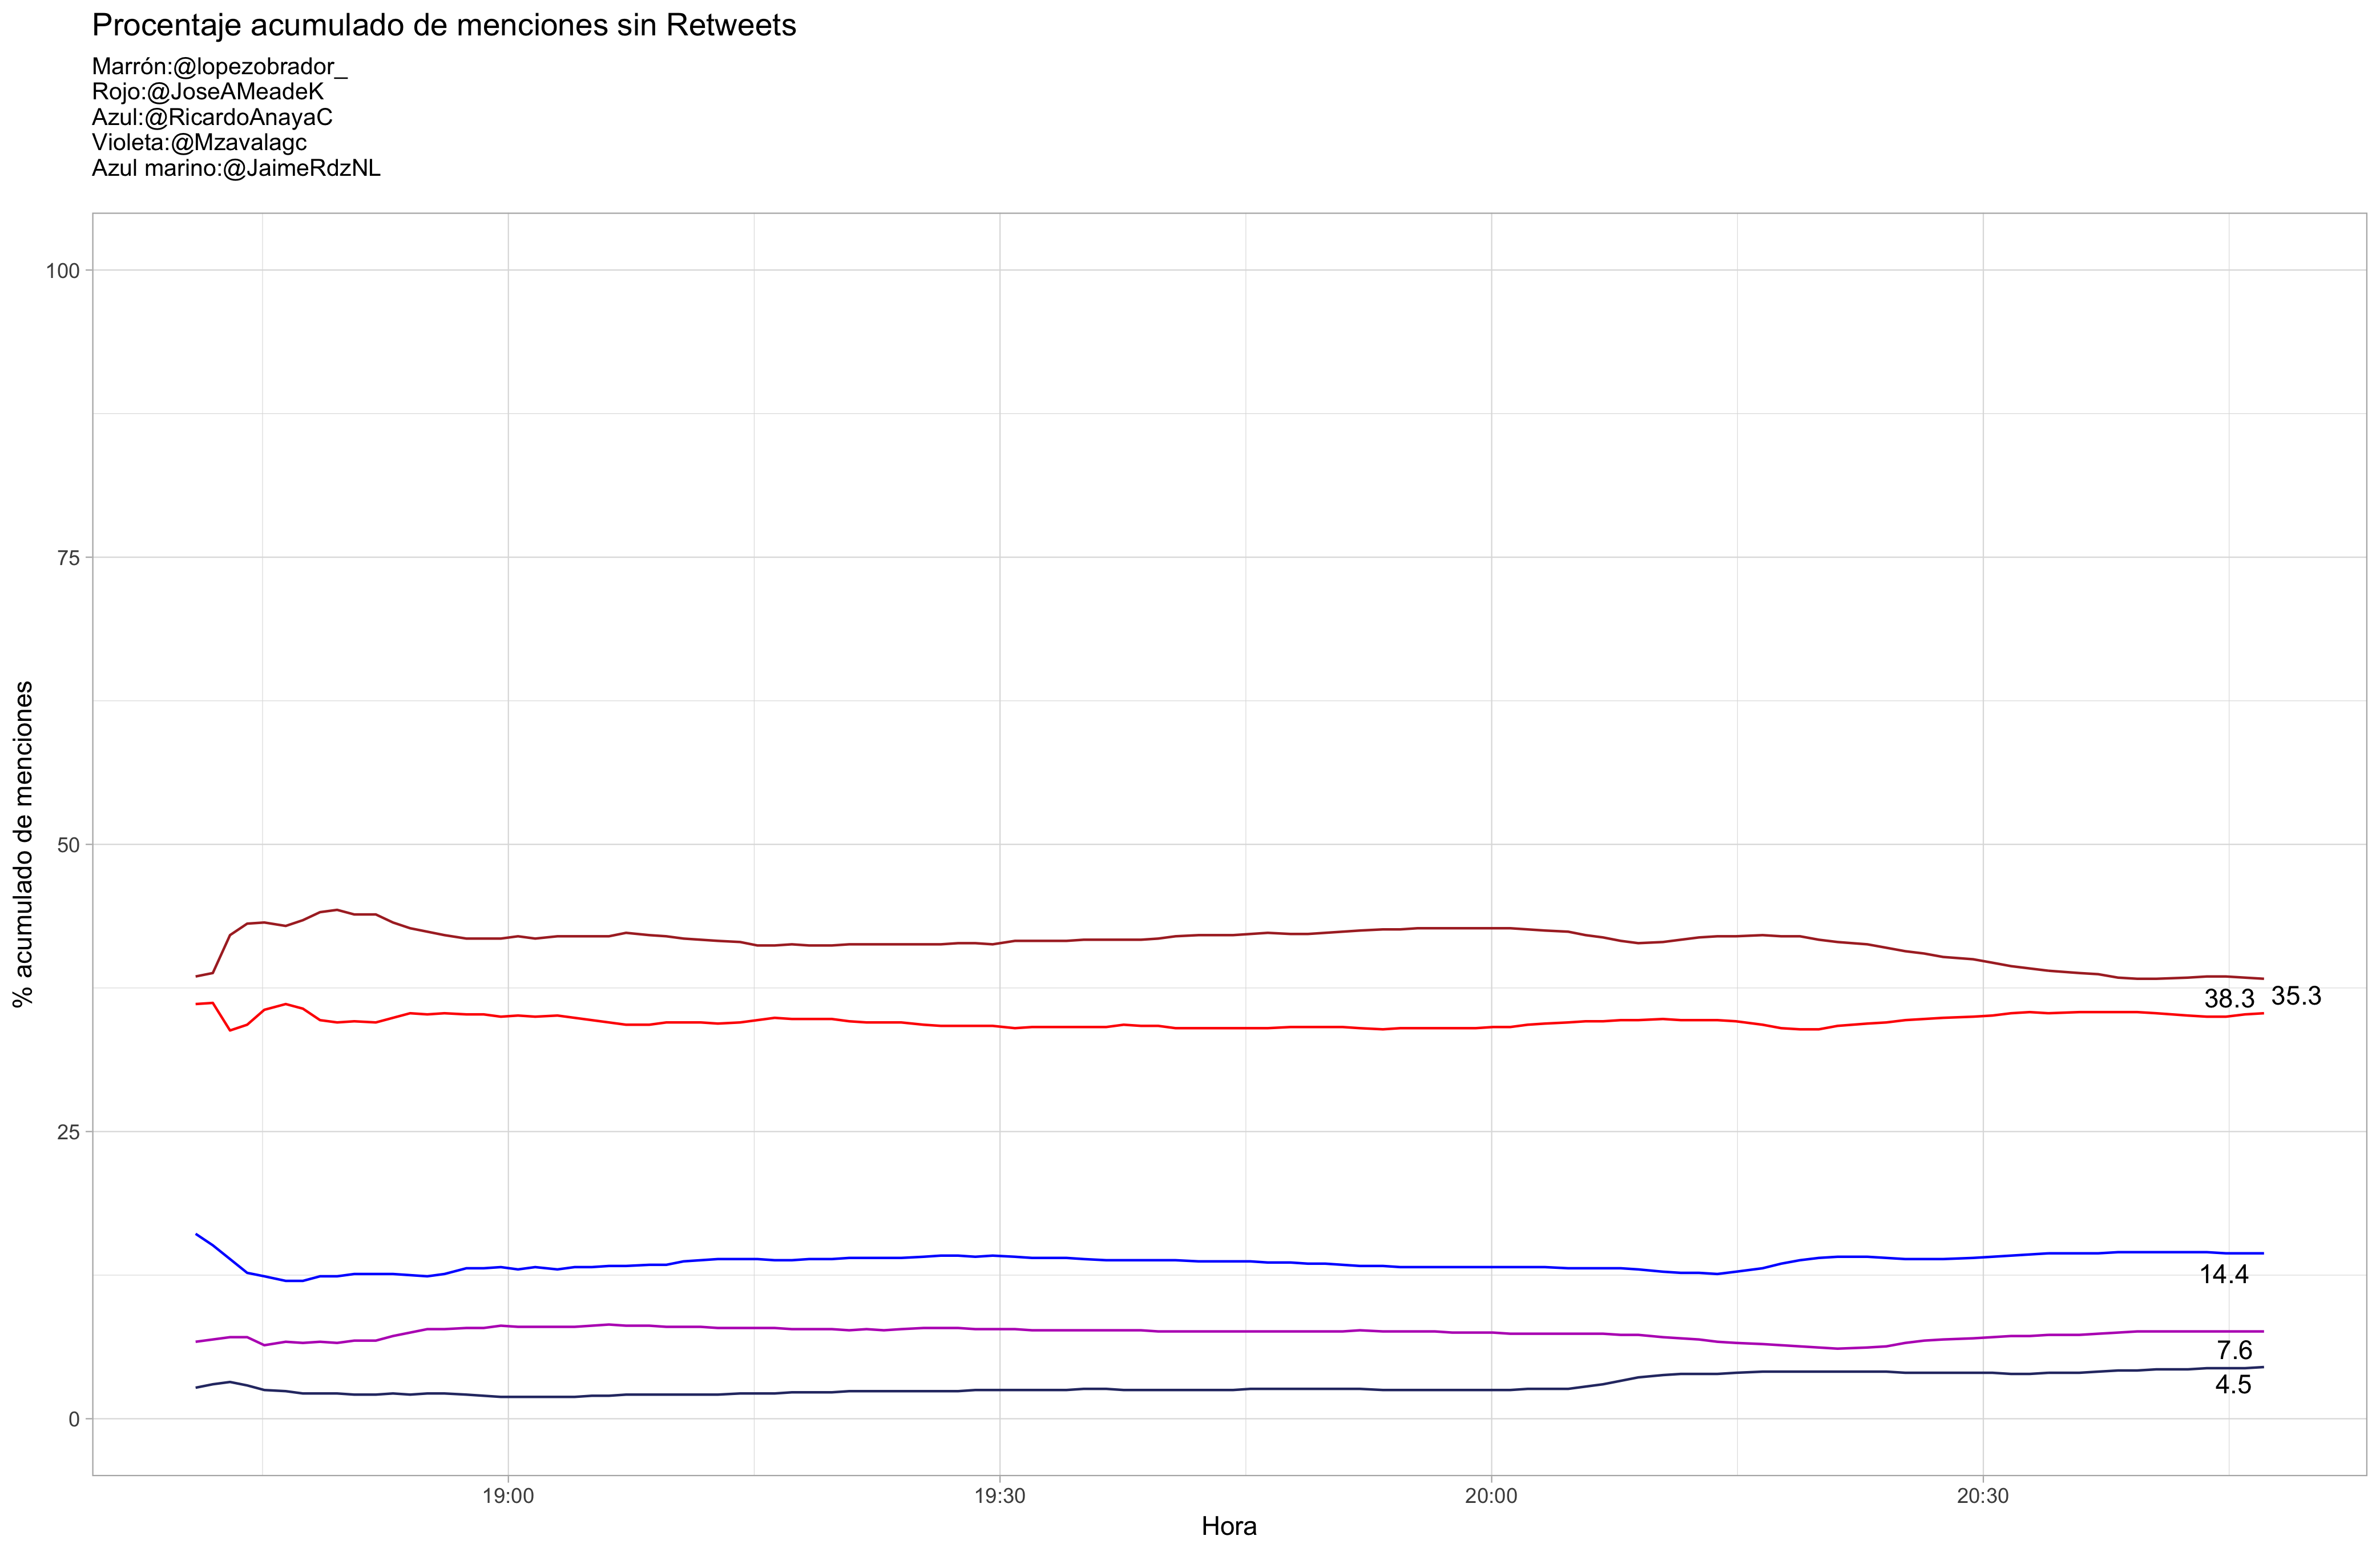 Procentaje acumulado de menciones sin Retweets
Marrón:@lopezobrador_
Rojo:@JoseAMeadeK
Azul:@RicardoAnayaC
Violeta:@Mzavalagc
Azul marino:@JaimeRdzNL
% acumulado de menciones
100
75
50
25
0
38.3
35.3
14.4
7.6
4.5
19:00
19:30
20:00
20:30
Hora